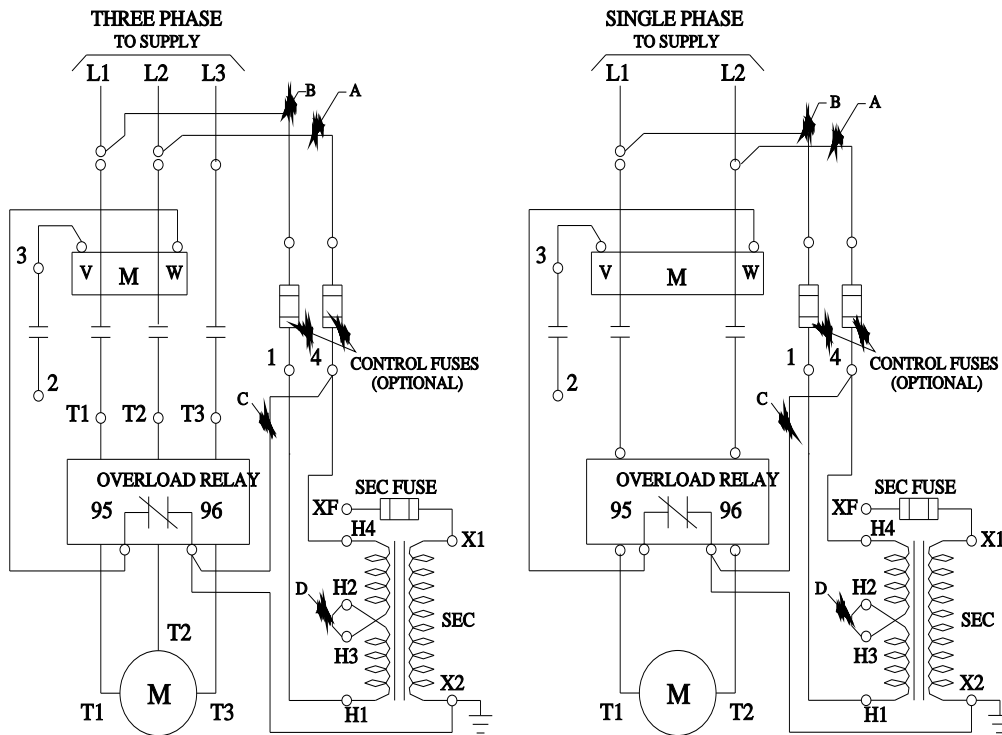 THREE PHASE
TO SUPPLY
L1 L2 L3
B
A
3
V M W
2
1 4
CONTROL FUSES
(OPTIONAL)
C
T1 T2 T3
OVERLOAD RELAY
95 96
SEC FUSE
XF
H4
X1
D
H2
H3
SEC
T2
M
T1 T3
X2
H1
SINGLE PHASE
TO SUPPLY
L1 L2
B
A
3
V M W
2
1 4
CONTROL FUSES
(OPTIONAL)
C
OVERLOAD RELAY
95 96
SEC FUSE
XF
H4
X1
D
H2
H3
SEC
M
T1 T2
X2
H1